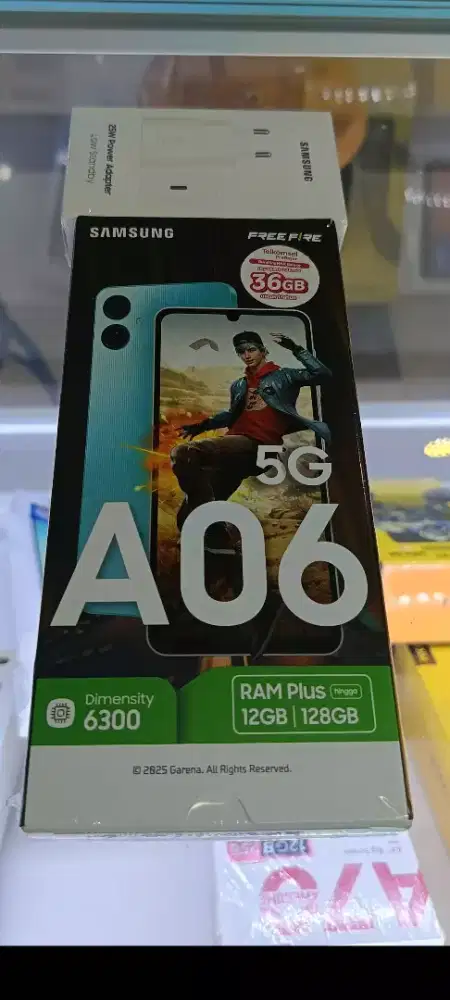 SAMSUNG
25W Power Adapter
SAMSUNG
FREE FIRE
Telkomsel
36GB
5G
A06
Dimensity
6300
RAM Plus hingga
12GB | 128GB
© 2025 Garena. All Rights Reserved.
12GB